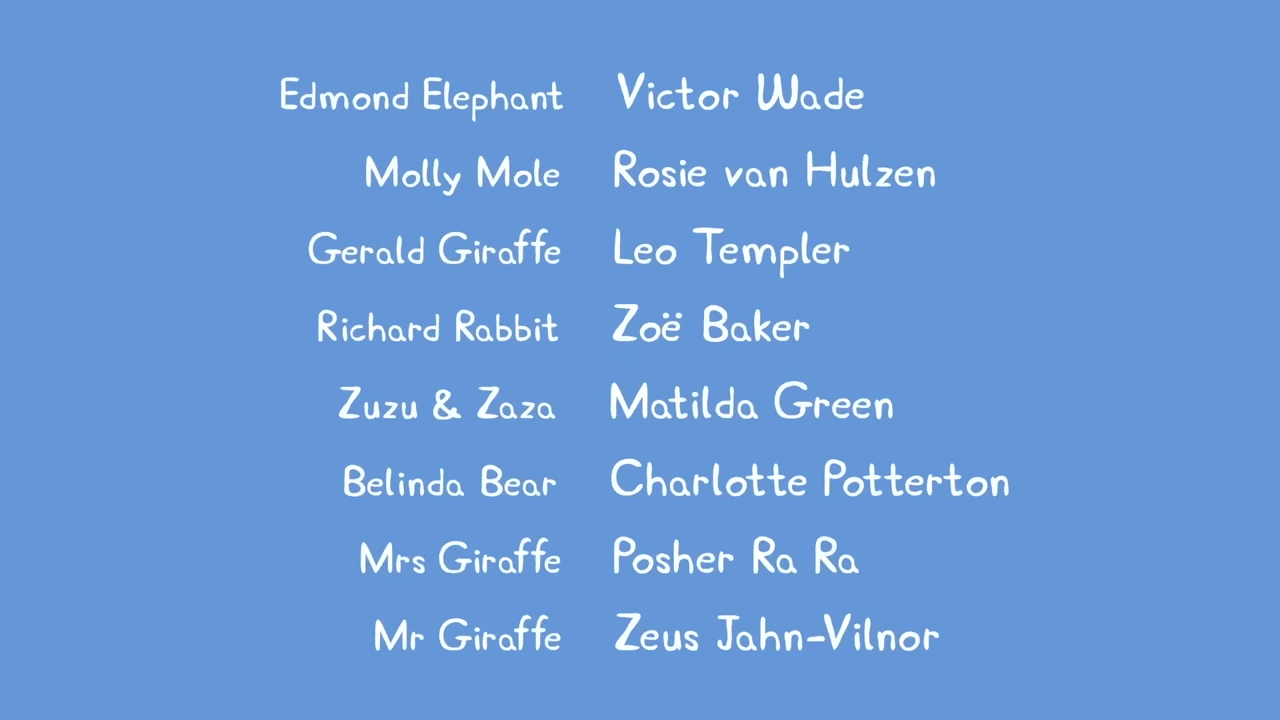 Edmond Elephant Victor Wade
Molly Mole Rosie van Hulzen
Gerald Giraffe Leo Templer
Richard Rabbit Zoë Baker
Zuzu & Zaza Matilda Green
Belinda Bear Charlotte Potterton
Mrs Giraffe Posher Ra Ra
Mr Giraffe Zeus Jahn-Vilnor